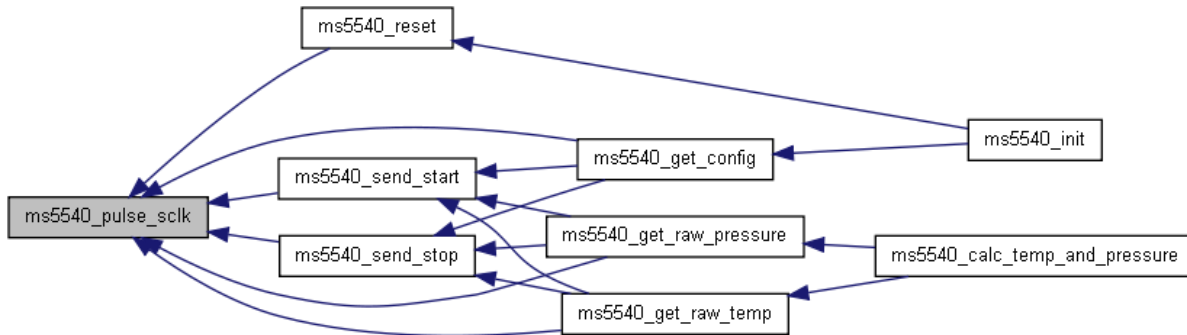 ms5540_reset
ms5540_init
ms5540_get_config
ms5540_send_start
ms5540_pulse_sclk
ms5540_get_raw_pressure
ms5540_send_stop
ms5540_calc_temp_and_pressure
ms5540_get_raw_temp